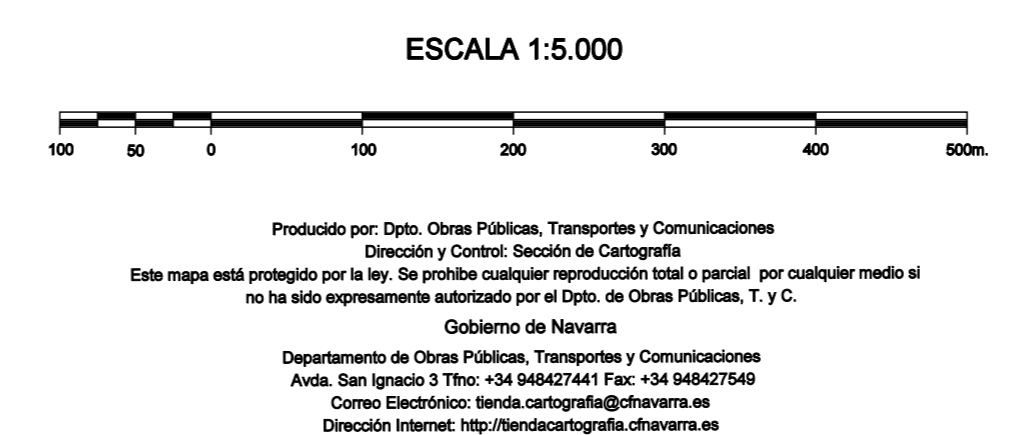 ESCALA 1:5.000
100 50 0 100 200 300 400 500m.
Producido por: Dpto. Obras Públicas, Transportes y Comunicaciones
Dirección y Control: Sección de Cartografía
Este mapa está protegido por la ley. Se prohibe cualquier reproducción total o parcial por cualquier medio si
no ha sido expresamente autorizado por el Dpto. de Obras Públicas, T. y C.
Gobierno de Navarra
Departamento de Obras Públicas, Transportes y Comunicaciones
Avda. San Ignacio 3 Tfno: +34 948427441 Fax: +34 948427549
Correo Electrónico: tienda.cartografia@cfnavarra.es
Dirección Internet: http://tiendacartografia.cfnavarra.es